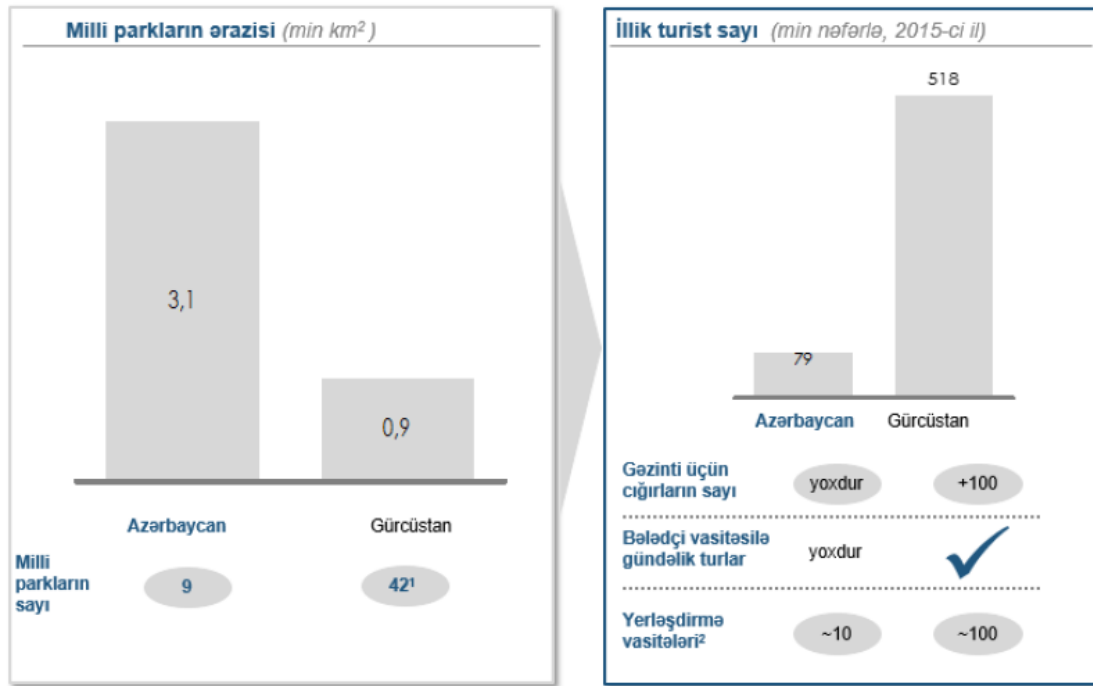 Milli parkların ərazisi (min km²)
3,1
0,9
Azərbaycan Gürcüstan
Milli
parkların
sayı
9 42¹
İllik turist sayı (min nəfərlə, 2015-ci il)
518
79
Azərbaycan Gürcüstan
Gəzinti üçün
cığırların sayı
yoxdur +100
Bələdçi vasitəsilə
gündəlik turlar
yoxdur
Yerləşdirmə
vasitələri²
~10 ~100